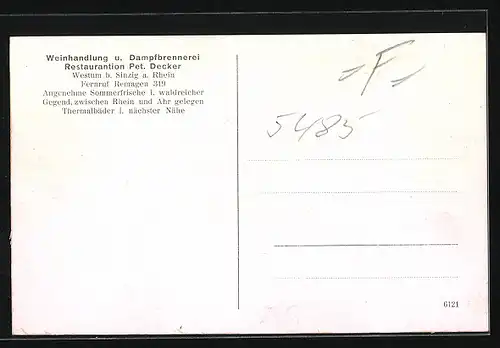 Weinhandlung u. Dampfbrennerei
Restaurantion Pet. Decker
Westum b. Sinzig a. Rhein
Fernruf Remagen 319
Angenehme Sommerfrische i. waldreicher
Gegend, zwischen Rhein und Ahr gelegen
Thermalbäder i. nächster Nähe
- F -
5485
6121